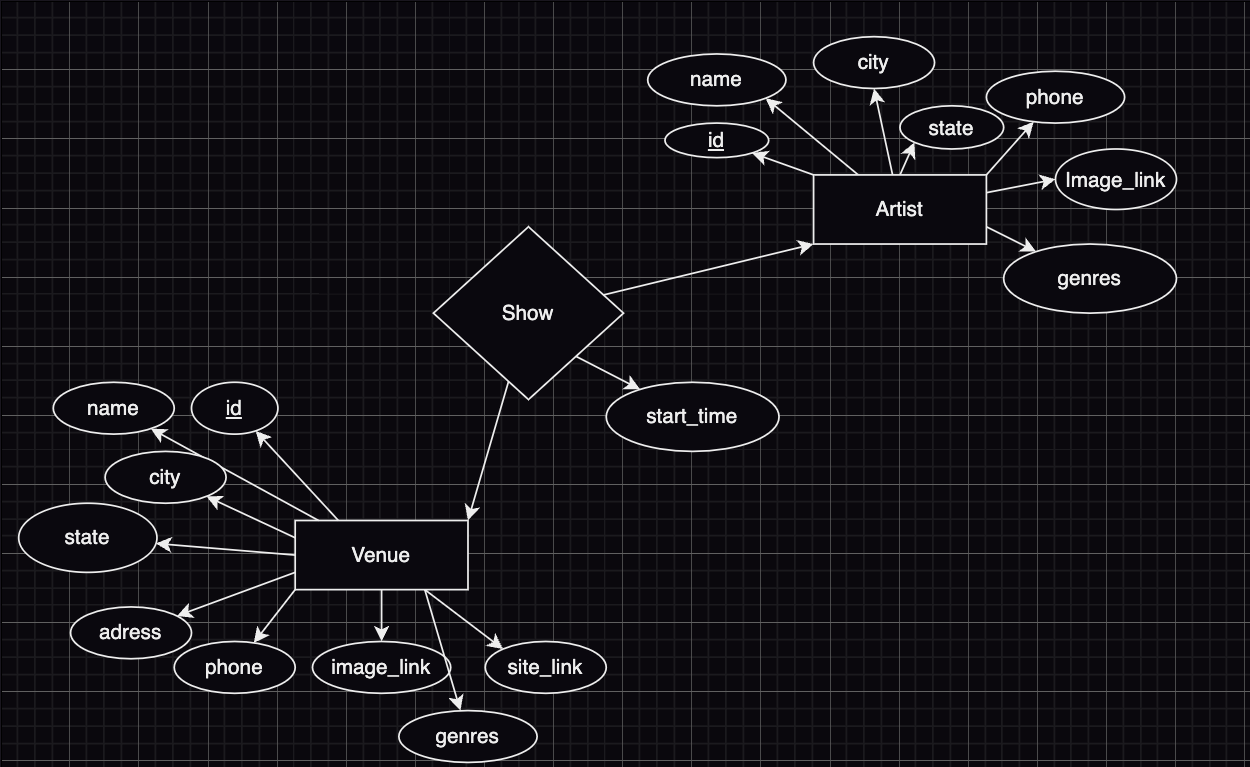 city
name
phone
state
id
Image_link
Artist
genres
Show
name
id
start_time
city
state
Venue
adress
phone
image_link
site_link
genres